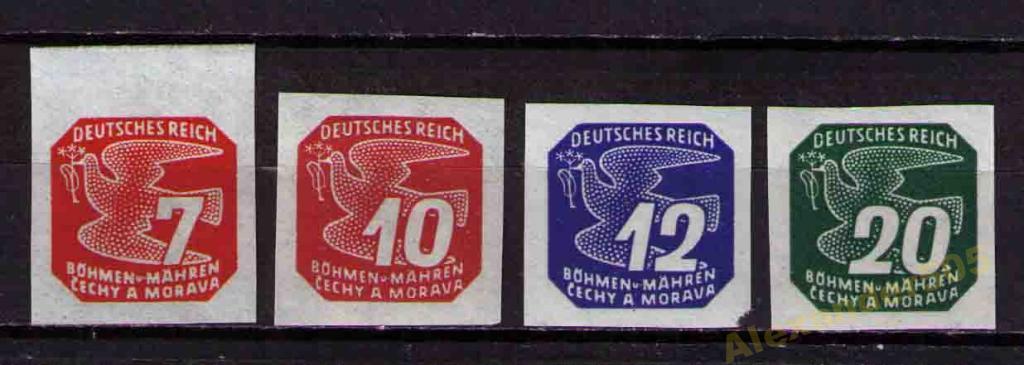 DEUTSCHES REICH
7
BÖHMEN u. MÄHREN
ČECHY A MORAVA
DEUTSCHES REICH
10
BÖHMEN u. MÄHREN
ČECHY A MORAVA
DEUTSCHES REICH
12
BÖHMEN u. MÄHREN
ČECHY A MORAVA
DEUTSCHES REICH
20
BÖHMEN u. MÄHREN
ČECHY A MORAVA